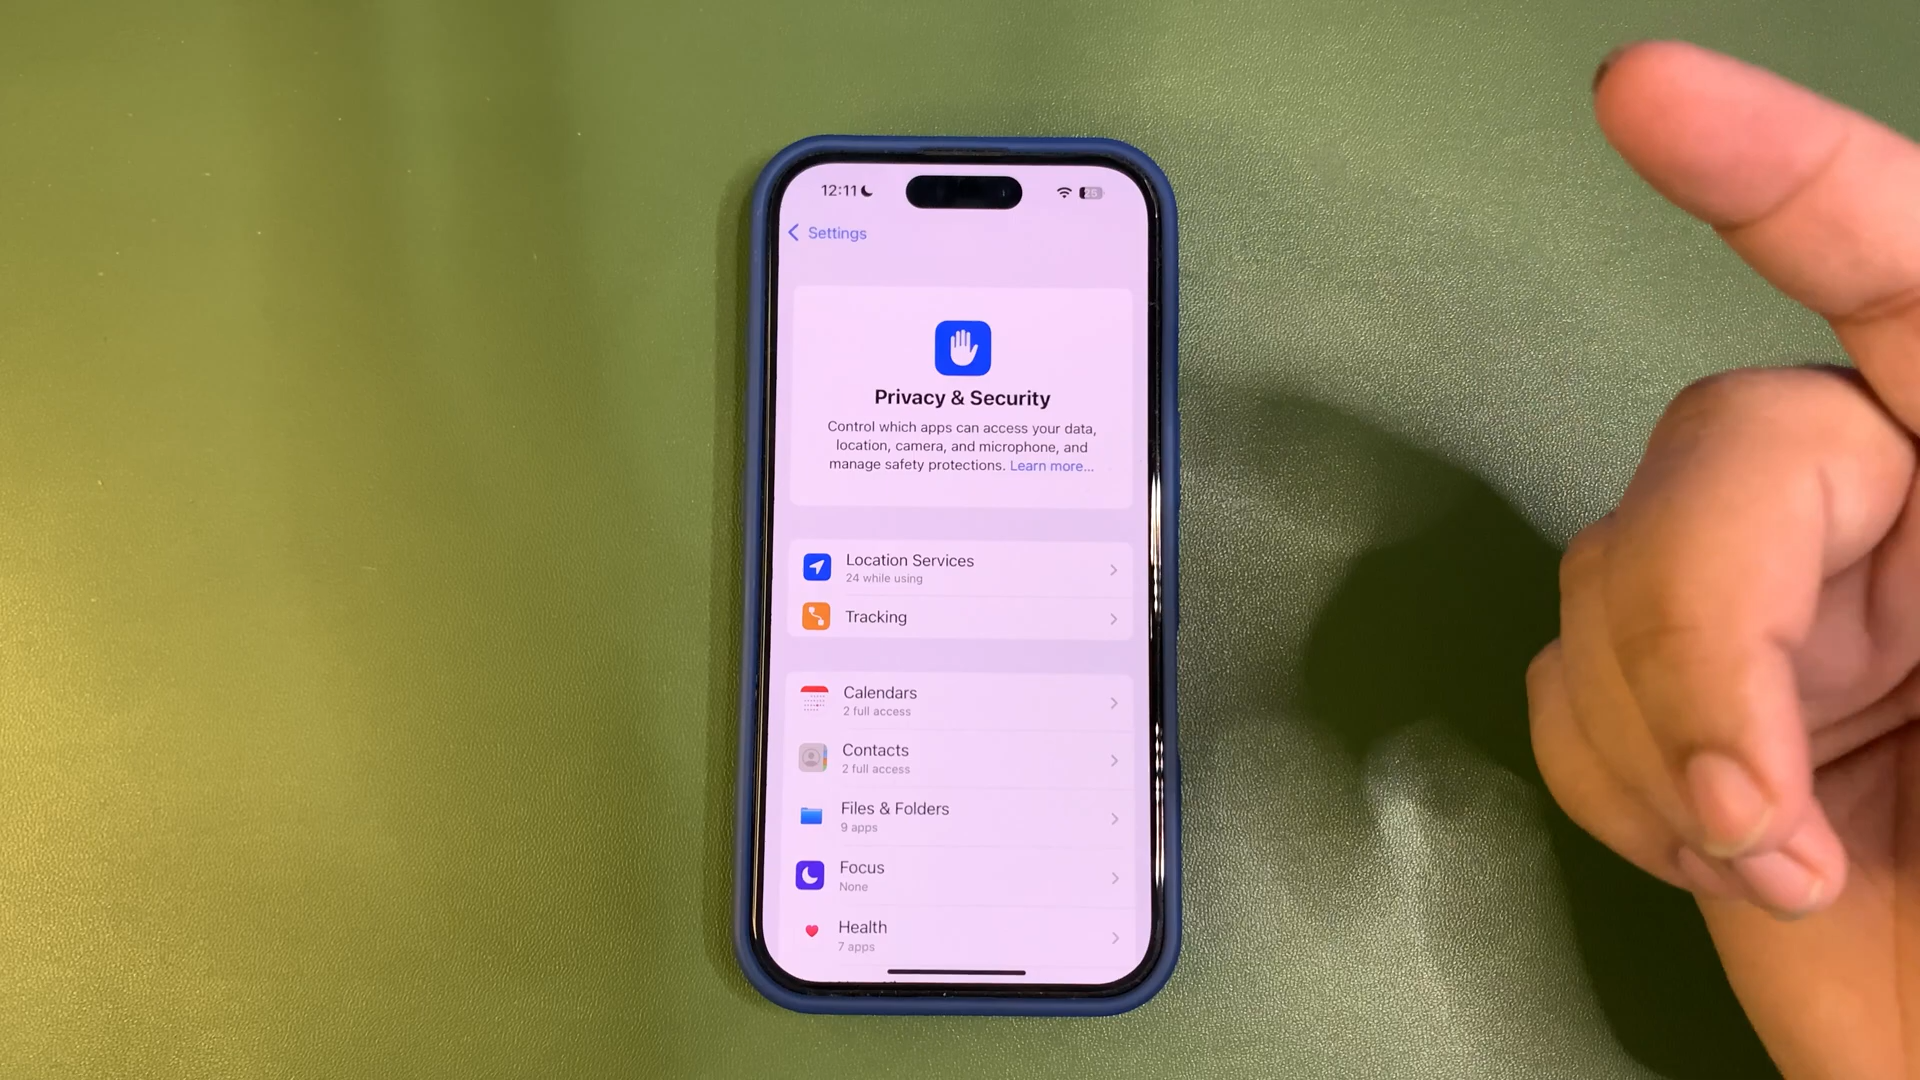 12:11
25
Settings
Privacy & Security
Control which apps can access your data,
location, camera, and microphone, and
manage safety protections. Learn more...
Location Services
24 while using
Tracking
Calendars
2 full access
Contacts
2 full access
Files & Folders
9 apps
Focus
None
Health
7 apps